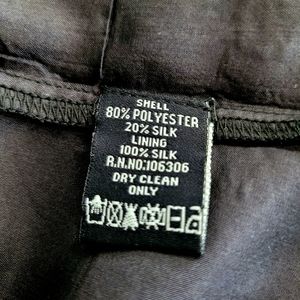 SHELL
80% POLYESTER
20% SILK
LINING
100% SILK
R.N.NO:106306
DRY CLEAN
ONLY